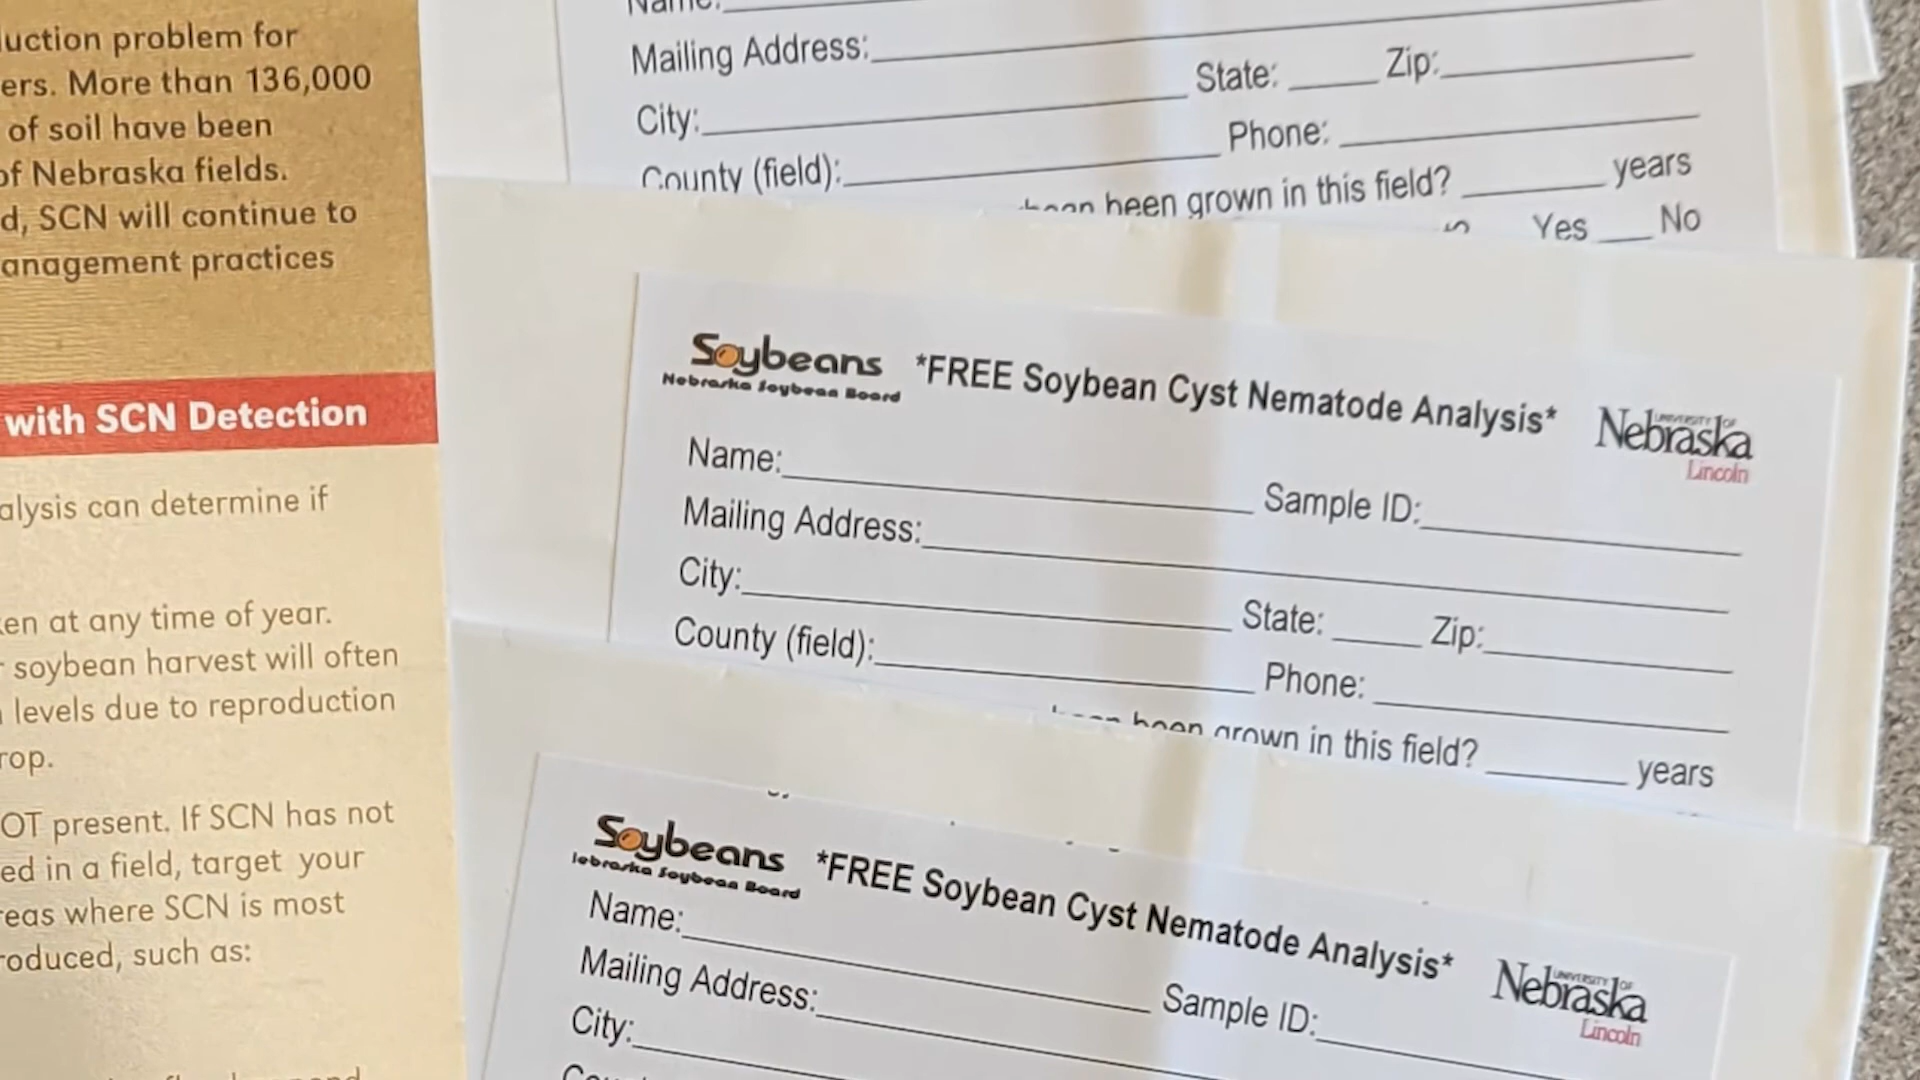 uction problem for
ers. More than 136,000
of soil have been
of Nebraska fields.
d, SCN will continue to
anagement practices
with SCN Detection
alysis can determine if
en at any time of year.
soybean harvest will often
levels due to reproduction
rop.
OT present. If SCN has not
ed in a field, target your
reas where SCN is most
roduced, such as:
Name:
Mailing Address:
City: State: Zip:
County (field): Phone:
been grown in this field? years
Yes No
Soybeans
Nebraska Soybean Board
*FREE Soybean Cyst Nematode Analysis*
UNIVERSITY OF
Nebraska
Lincoln
Name: Sample ID:
Mailing Address:
City: State: Zip:
County (field): Phone:
been grown in this field? years
Soybeans
Nebraska Soybean Board
*FREE Soybean Cyst Nematode Analysis*
UNIVERSITY OF
Nebraska
Lincoln
Name: Sample ID:
Mailing Address:
City: